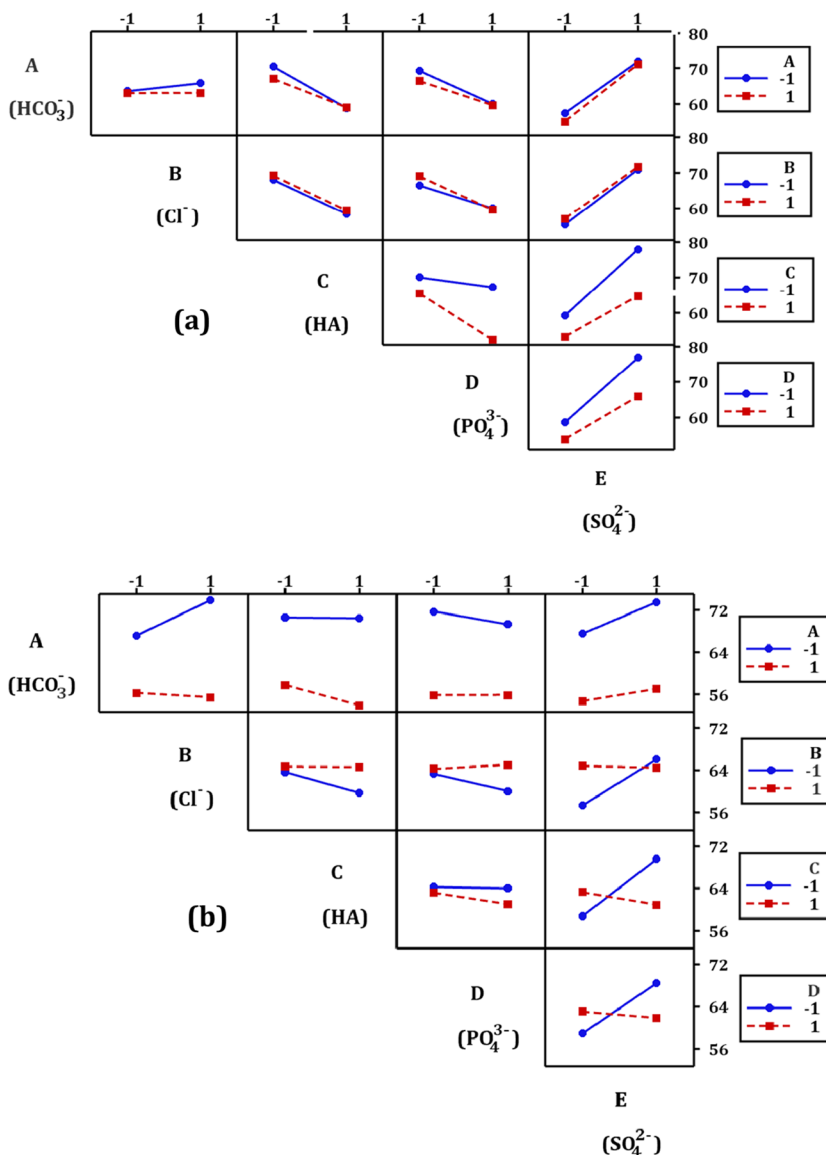 -1 1 -1 1 -1 1 -1 1
80
A A
70 -1
(HCO₃⁻) 60 1
80
B B
70 -1
(Cl⁻) 60 1
80
C C
70 -1
(a) (HA) 60 1
80
D D
70 -1
(PO₄³⁻) 60 1
E
(SO₄²⁻)
-1 1 -1 1 -1 1 -1 1
72
A A
64 -1
(HCO₃⁻) 56 1
72
B B
64 -1
(Cl⁻) 56 1
72
C C
64 -1
(b) (HA) 56 1
72
D D
64 -1
(PO₄³⁻) 56 1
E
(SO₄²⁻)